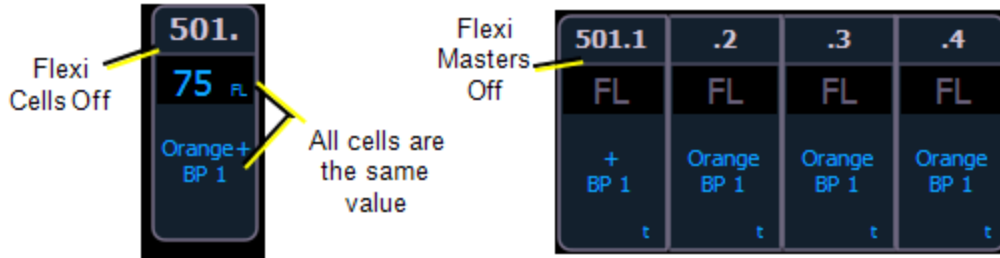 501.
Flexi
Cells Off
75 FL
Orange+
BP 1
All cells are
the same
value
Flexi
Masters
Off
501.1 .2 .3 .4
FL FL FL FL
+ Orange Orange Orange
BP 1 BP 1 BP 1 BP 1
t t t t